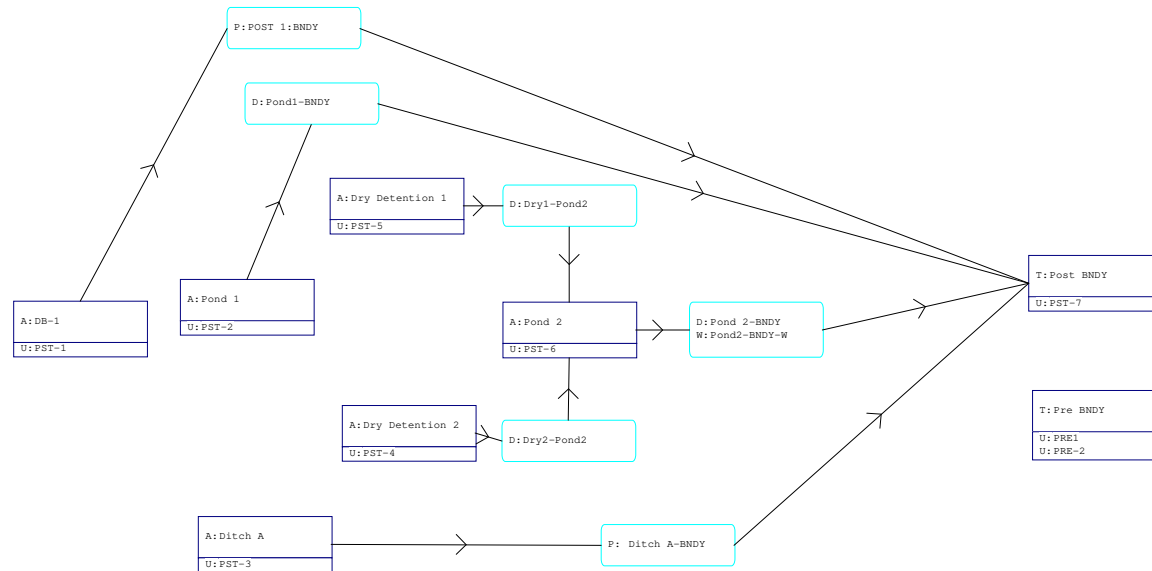 P:POST 1:BNDY
D:Pond1-BNDY
A:Dry Detention 1
U:PST-5
D:Dry1-Pond2
T:Post BNDY
U:PST-7
A:Pond 1
U:PST-2
A:DB-1
U:PST-1
A:Pond 2
U:PST-6
D:Pond 2-BNDY
W:Pond2-BNDY-W
A:Dry Detention 2
U:PST-4
D:Dry2-Pond2
T:Pre BNDY
U:PRE1
U:PRE-2
A:Ditch A
U:PST-3
P: Ditch A-BNDY